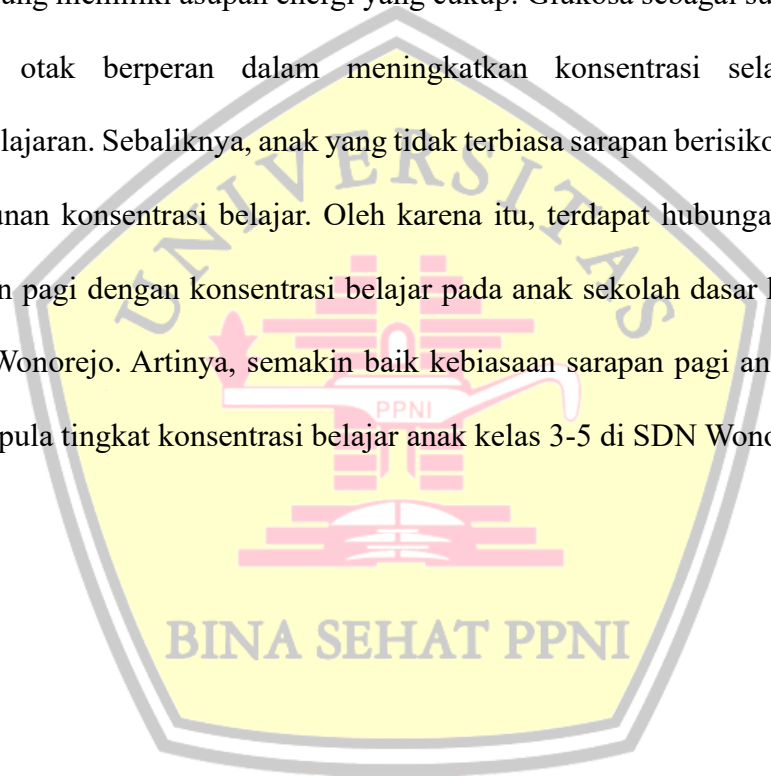 memiliki asupan energi yang cukup. Glukosa sebagai
otak berperan dalam meningkatkan konsentrasi
lajaran. Sebaliknya, anak yang tidak terbiasa sarapan berisiko
unan konsentrasi belajar. Oleh karena itu, terdapat hubunga
n pagi dengan konsentrasi belajar pada anak sekolah dasar
Wonorejo. Artinya, semakin baik kebiasaan sarapan pagi an
pula tingkat konsentrasi belajar anak kelas 3-5 di SDN Wono
UNIVERSITAS
PPNI
BINA SEHAT PPNI